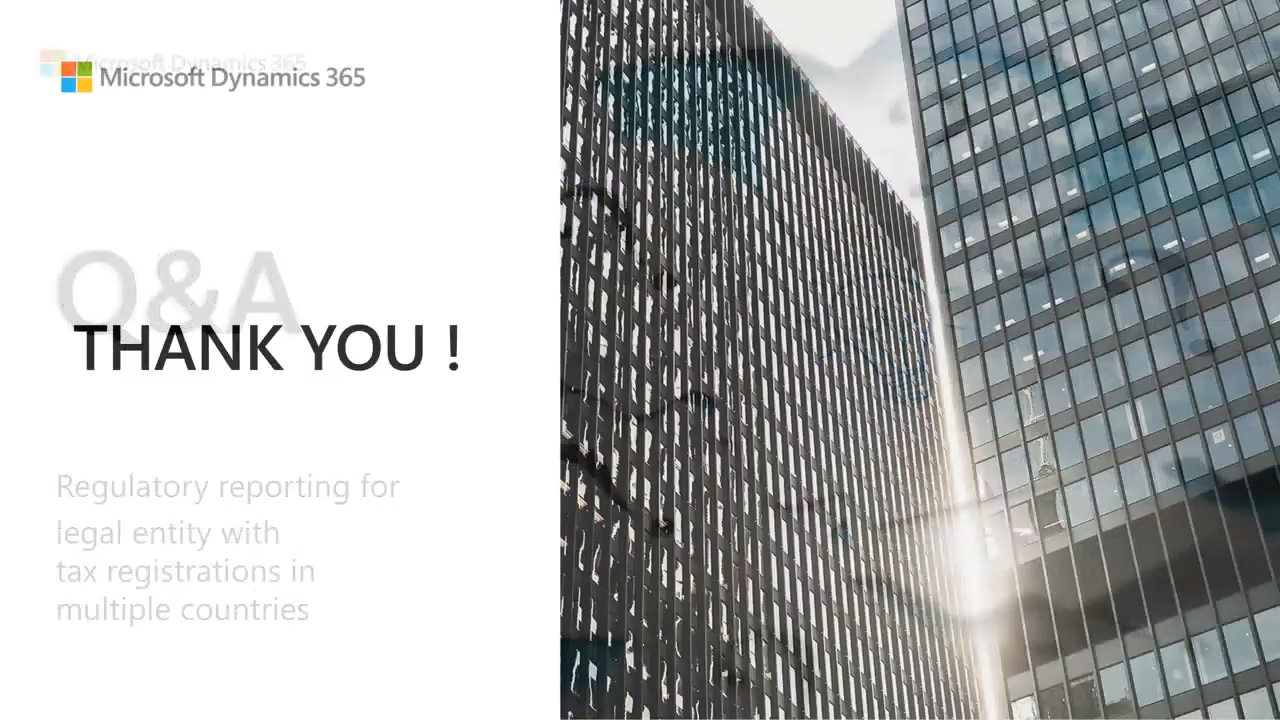 Microsoft Dynamics 365
Microsoft Dynamics 365
Q&A
THANK YOU !
Regulatory reporting for
legal entity with
tax registrations in
multiple countries